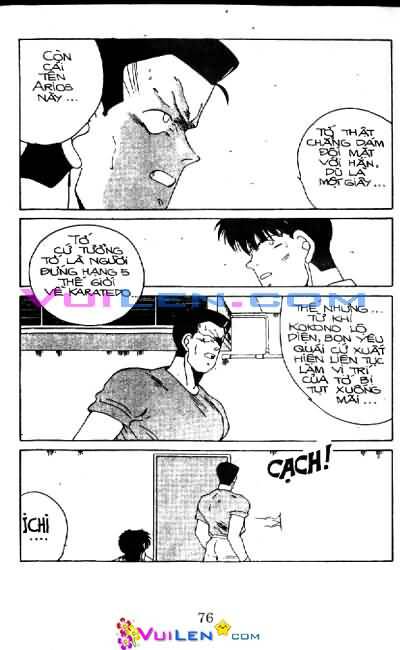 CÒN
CÁI
TÊN
ARIOS
NÀY...
TỚ THẬT
CHẲNG DÁM
ĐỐI MẶT
VỚI HẮN,
DÙ LÀ
MỘT GIÂY...
TỚ
CỨ TƯỞNG
TỚ LÀ NGƯỜI
ĐỨNG HẠNG 5
THẾ GIỚI
VỀ KARATEDO...
VUILEN.COM
THẾ NHƯNG...
TỪ KHI
KOKONO LỘ
DIỆN, BỌN YÊU
QUÁI CỨ XUẤT
HIỆN LIÊN TỤC
LÀM VỊ TRÍ
CỦA TỚ BỊ
TỤT XUỐNG
MÃI...
CẠCH!
ỊCHI
....
76
VUILEN.COM